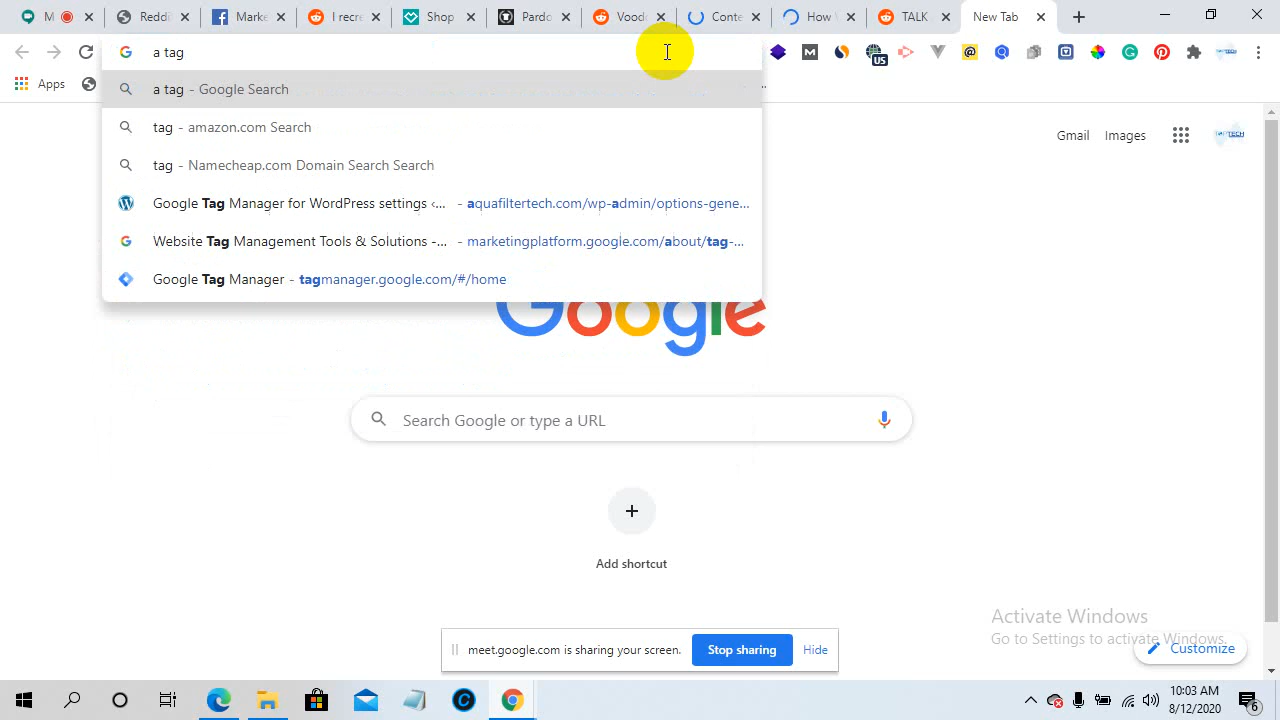 M
Reddi
Marke
I recre
Shop
Pardo
Voodo
Conte
How V
TALK
New Tab
a tag
US
Apps
a tag - Google Search
tag - amazon.com Search
tag - Namecheap.com Domain Search Search
Google Tag Manager for WordPress settings ‹... - aquafiltertech.com/wp-admin/options-gene...
Website Tag Management Tools & Solutions -... - marketingplatform.google.com/about/tag-...
Google Tag Manager - tagmanager.google.com/#/home
Gmail Images
Google
Search Google or type a URL
Add shortcut
Activate Windows
Go to Settings to activate Windows.
Customize
meet.google.com is sharing your screen. Stop sharing Hide
10:03 AM
8/12/2020
6